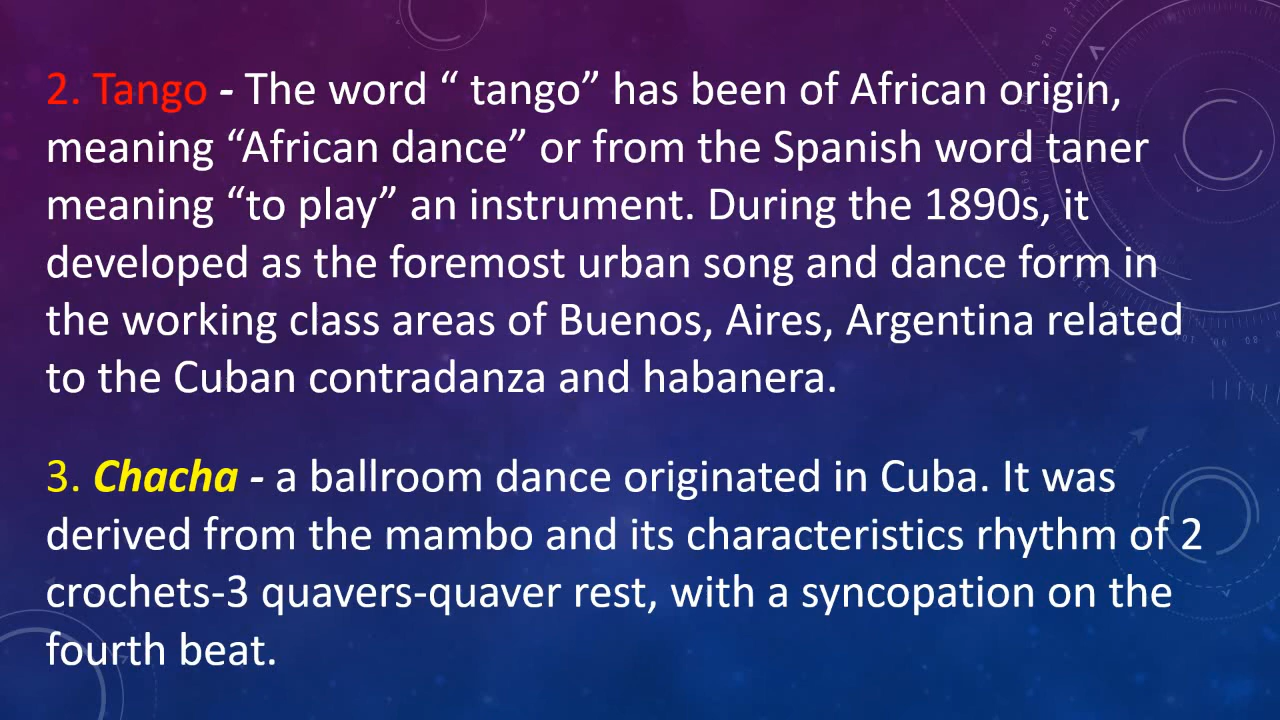 2. Tango - The word “ tango” has been of African origin,
meaning “African dance” or from the Spanish word taner
meaning “to play” an instrument. During the 1890s, it
developed as the foremost urban song and dance form in
the working class areas of Buenos, Aires, Argentina related
to the Cuban contradanza and habanera.
3. Chacha - a ballroom dance originated in Cuba. It was
derived from the mambo and its characteristics rhythm of 2
crochets-3 quavers-quaver rest, with a syncopation on the
fourth beat.